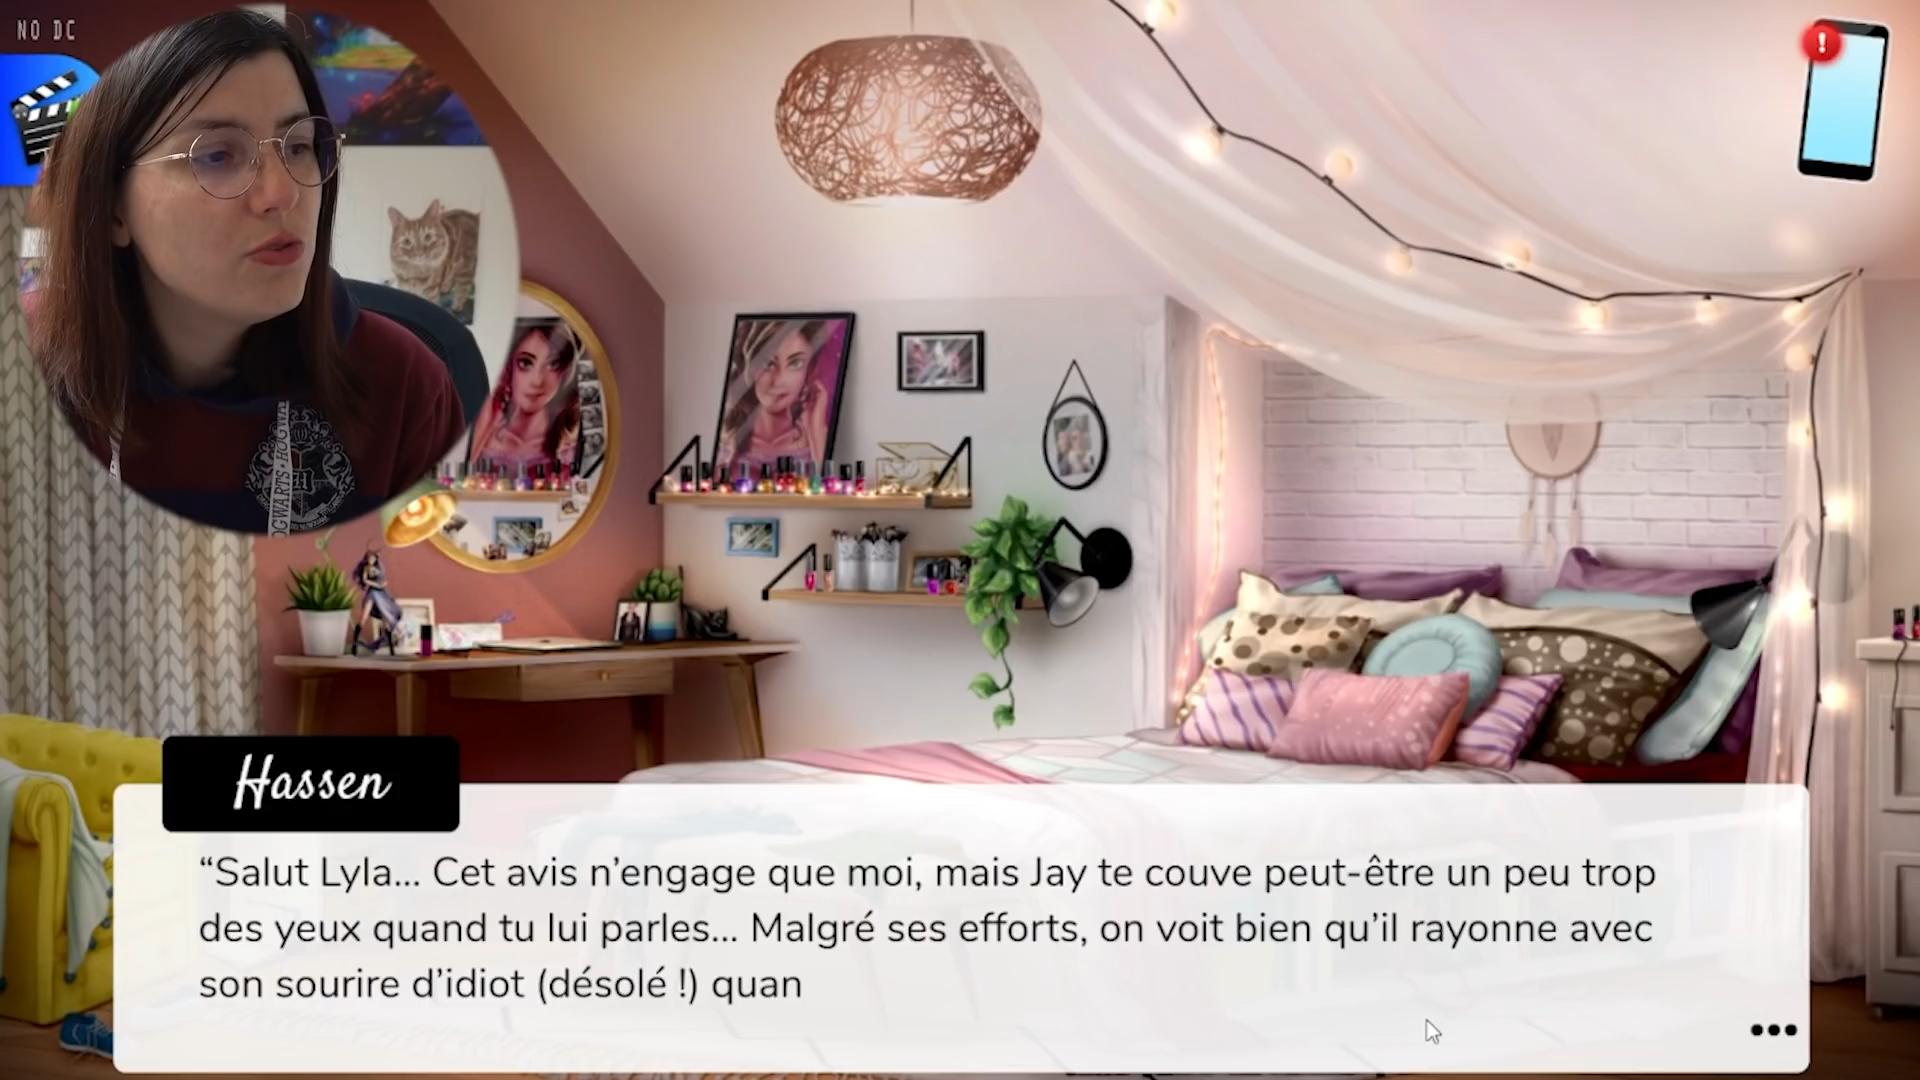 NO DC
HOGWARTS HOGWA
Hassen
“Salut Lyla... Cet avis n’engage que moi, mais Jay te couve peut-être un peu trop
des yeux quand tu lui parles... Malgré ses efforts, on voit bien qu’il rayonne avec
son sourire d’idiot (désolé !) quan